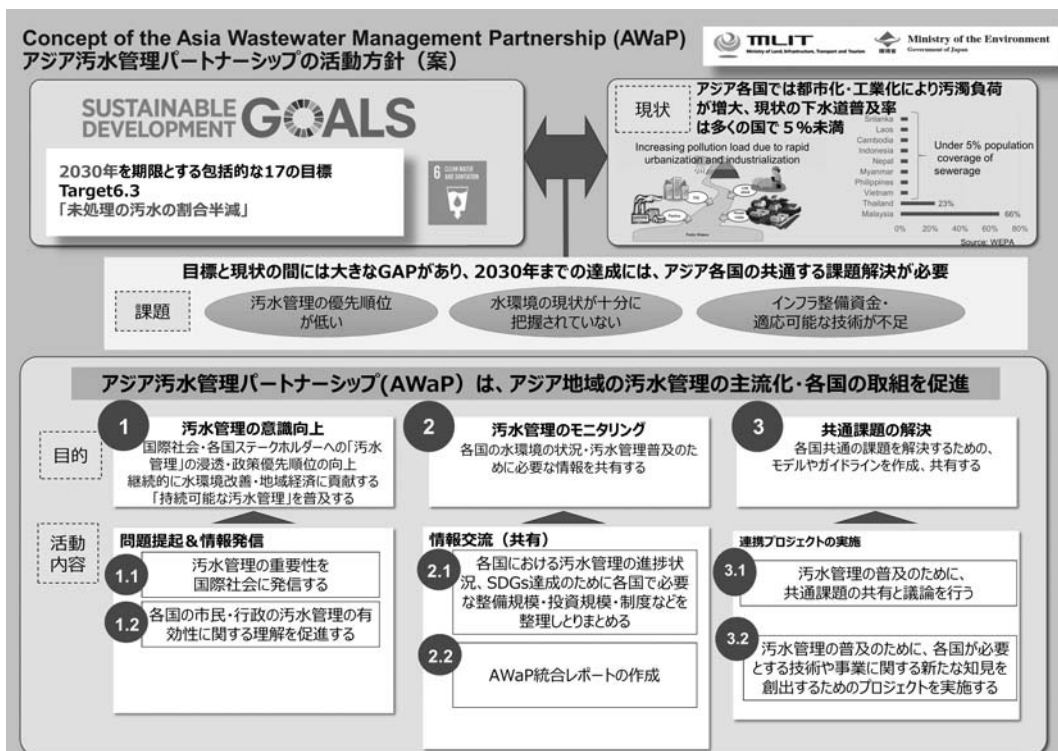 Concept of the Asia Wastewater Management Partnership (AWaP)
アジア汚水管理パートナーシップの活動方針（案）
MLIT
Ministry of Land, Infrastructure, Transport and Tourism
環境省
Ministry of the Environment
Government of Japan
SUSTAINABLE
DEVELOPMENT
GOALS
2030年を期限とする包括的な17の目標
Target6.3
「未処理の汚水の割合半減」
6 CLEAN WATER
AND SANITATION
現状
アジア各国では都市化・工業化により汚濁負荷
が増大、現状の下水道普及率
は多くの国で５％未満
Increasing pollution load due to rapid
urbanization and industrialization
Srilanka
Laos
Cambodia
Indonesia
Nepal
Myanmar
Philippines
Vietnam
Thailand
Malaysia
Under 5% population
coverage of
sewerage
23%
66%
0% 20% 40% 60% 80%
Source: WEPA
目標と現状の間には大きなGAPがあり、2030年までの達成には、アジア各国の共通する課題解決が必要
課題
汚水管理の優先順位
が低い
水環境の現状が十分に
把握されていない
インフラ整備資金・
適応可能な技術が不足
アジア汚水管理パートナーシップ(AWaP）は、アジア地域の汚水管理の主流化・各国の取組を促進
目的
1
汚水管理の意識向上
国際社会・各国ステークホルダーへの「汚水
管理」の浸透・政策優先順位の向上
継続的に水環境改善・地域経済に貢献する
「持続可能な汚水管理」を普及する
2
汚水管理のモニタリング
各国の水環境の状況・汚水管理普及のた
めに必要な情報を共有する
3
共通課題の解決
各国共通の課題を解決するための、
モデルやガイドラインを作成、共有する
活動
内容
問題提起＆情報発信
1.1
汚水管理の重要性を
国際社会に発信する
1.2
各国の市民・行政の汚水管理の有
効性に関する理解を促進する
情報交流（共有）
2.1
各国における汚水管理の進捗状
況、SDGs達成のために各国で必要
な整備規模・投資規模・制度などを
整理しとりまとめる
2.2
AWaP統合レポートの作成
連携プロジェクトの実施
3.1
汚水管理の普及のために、
共通課題の共有と議論を行う
3.2
汚水管理の普及のために、各国が必要
とする技術や事業に関する新たな知見を
創出するためのプロジェクトを実施する